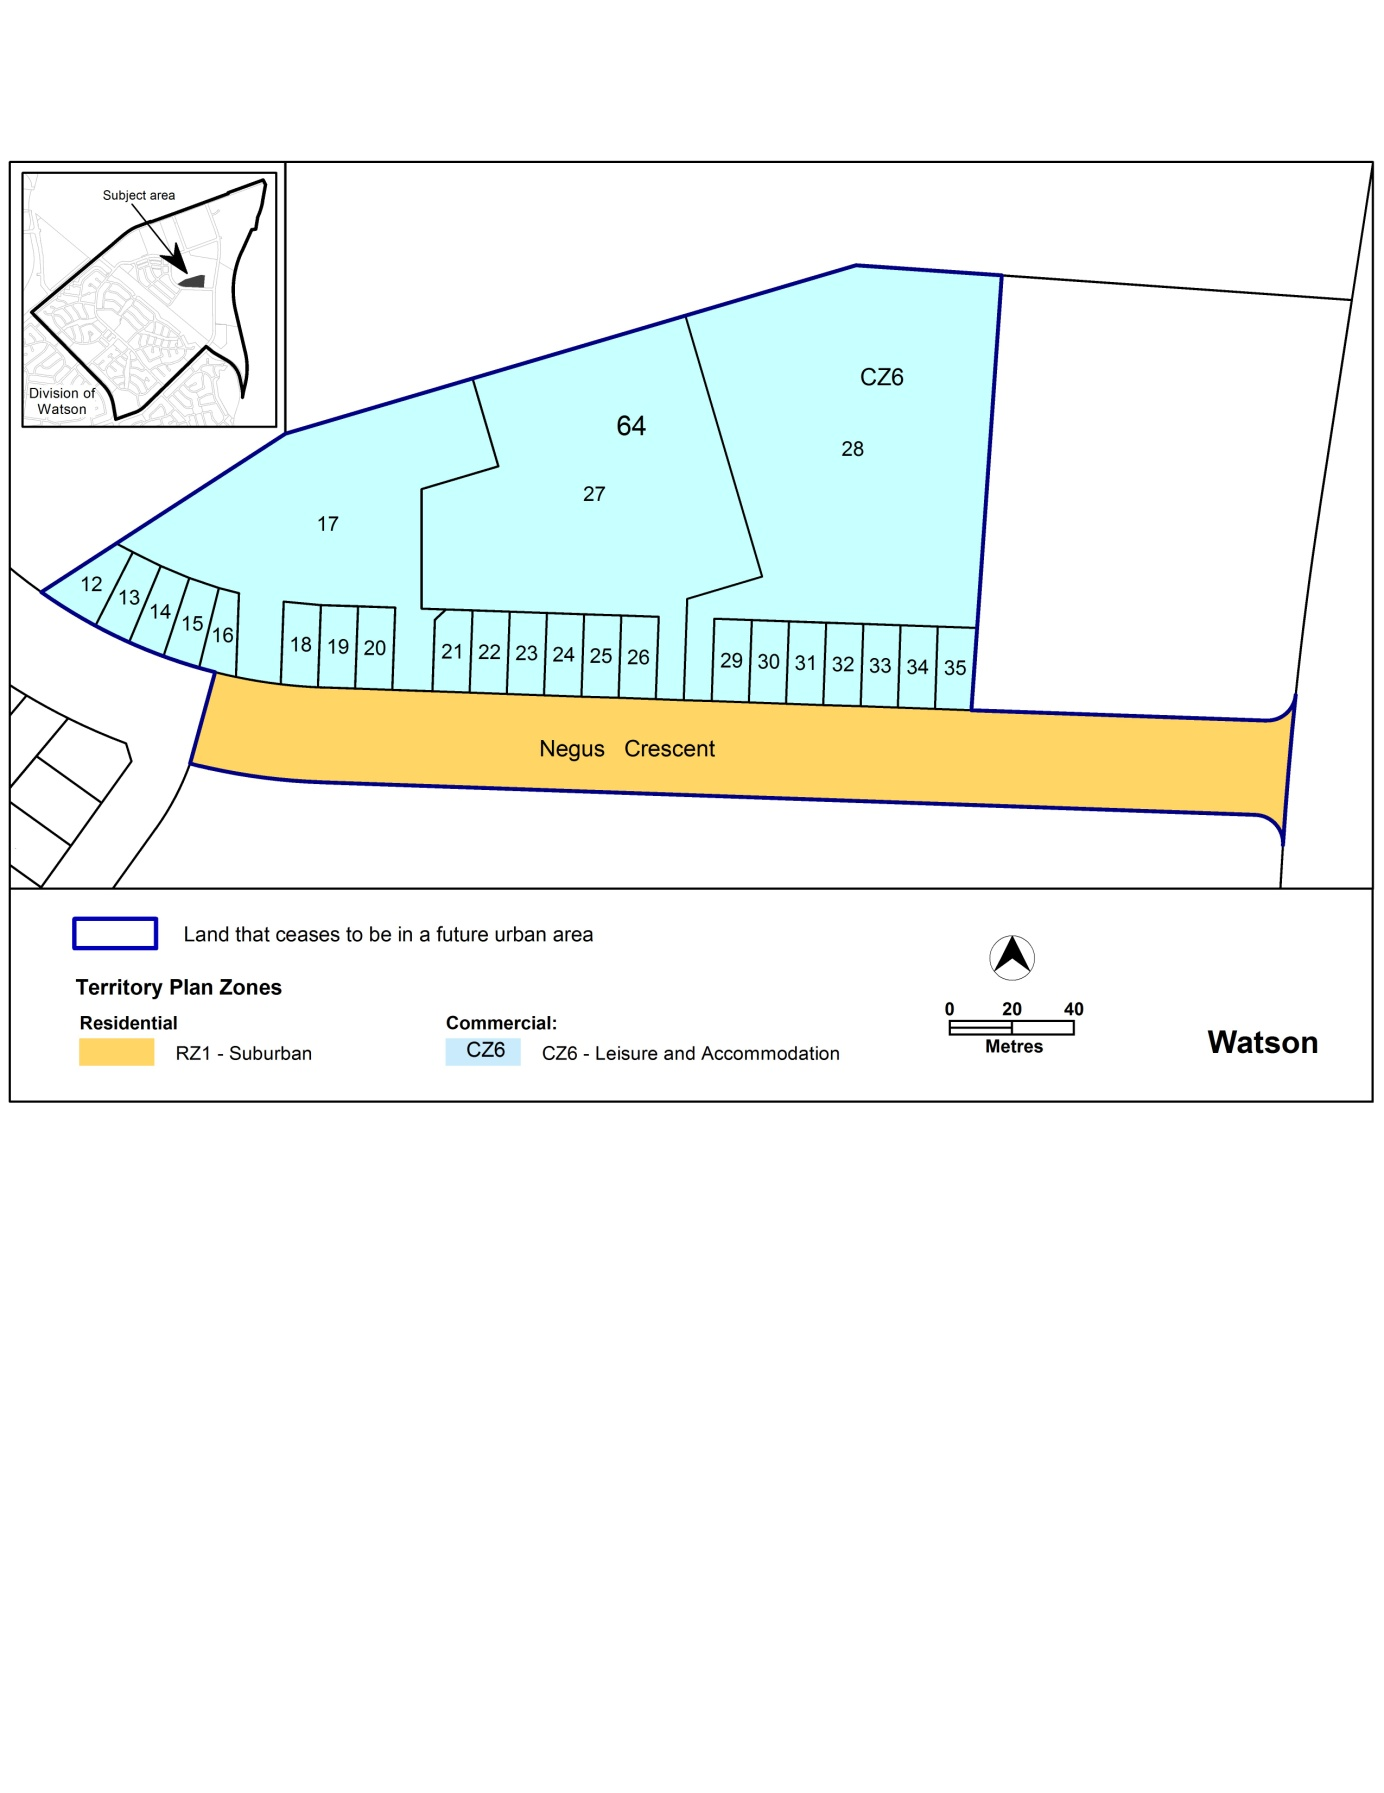 Subject area
Division of
Watson
CZ6
64
28
27
17
12
13
14
15
16
18
19
20
21
22
23
24
25
26
29
30
31
32
33
34
35
Negus Crescent
Land that ceases to be in a future urban area
Territory Plan Zones
Residential
RZ1 - Suburban
Commercial:
CZ6
CZ6 - Leisure and Accommodation
0 20 40
Metres
Watson